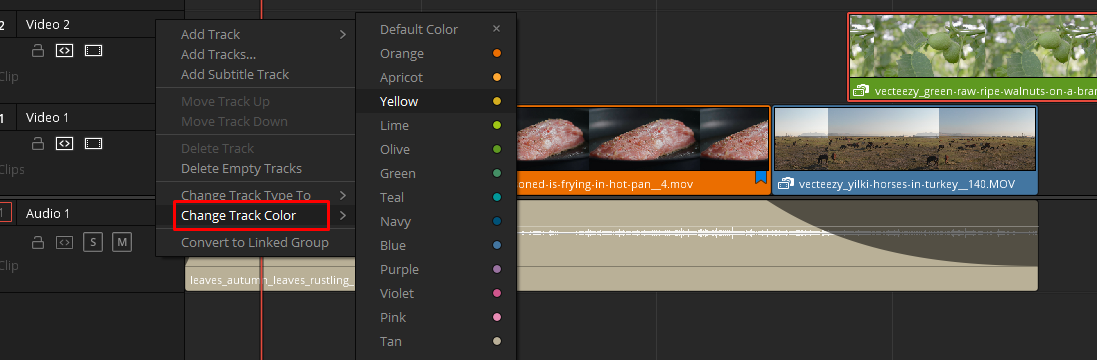 2 Video 2
Clip
1 Video 1
Clips
1 Audio 1
S M
Clip
Add Track
Add Tracks...
Add Subtitle Track
Move Track Up
Move Track Down
Delete Track
Delete Empty Tracks
Change Track Type To
Change Track Color
Convert to Linked Group
Default Color
Orange
Apricot
Yellow
Lime
Olive
Green
Teal
Navy
Blue
Purple
Violet
Pink
Tan
vecteezy_green-raw-ripe-walnuts-on-a-bran
oned-is-frying-in-hot-pan__4.mov
vecteezy_yilki-horses-in-turkey__140.MOV
leaves_autumn_leaves_rustling_